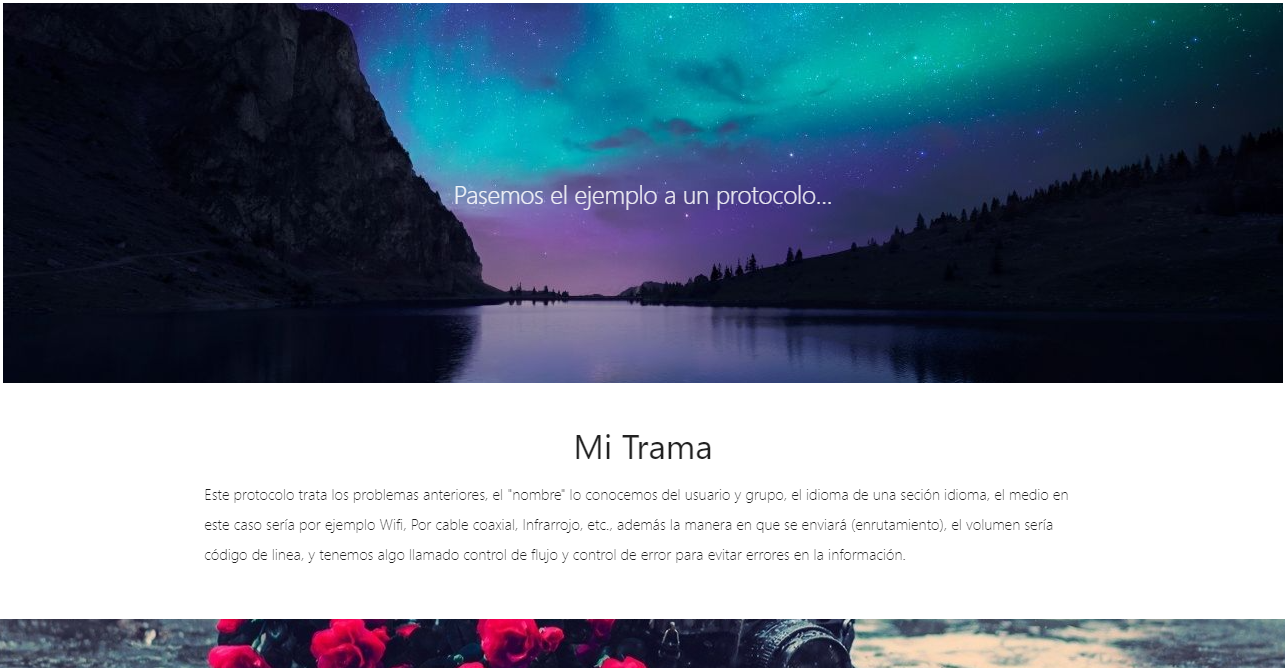 Pasemos el ejemplo a un protocolo...
Mi Trama
Este protocolo trata los problemas anteriores, el "nombre" lo conocemos del usuario y grupo, el idioma de una seción idioma, el medio en
este caso sería por ejemplo Wifi, Por cable coaxial, Infrarrojo, etc., además la manera en que se enviará (enrutamiento), el volumen sería
código de linea, y tenemos algo llamado control de flujo y control de error para evitar errores en la información.